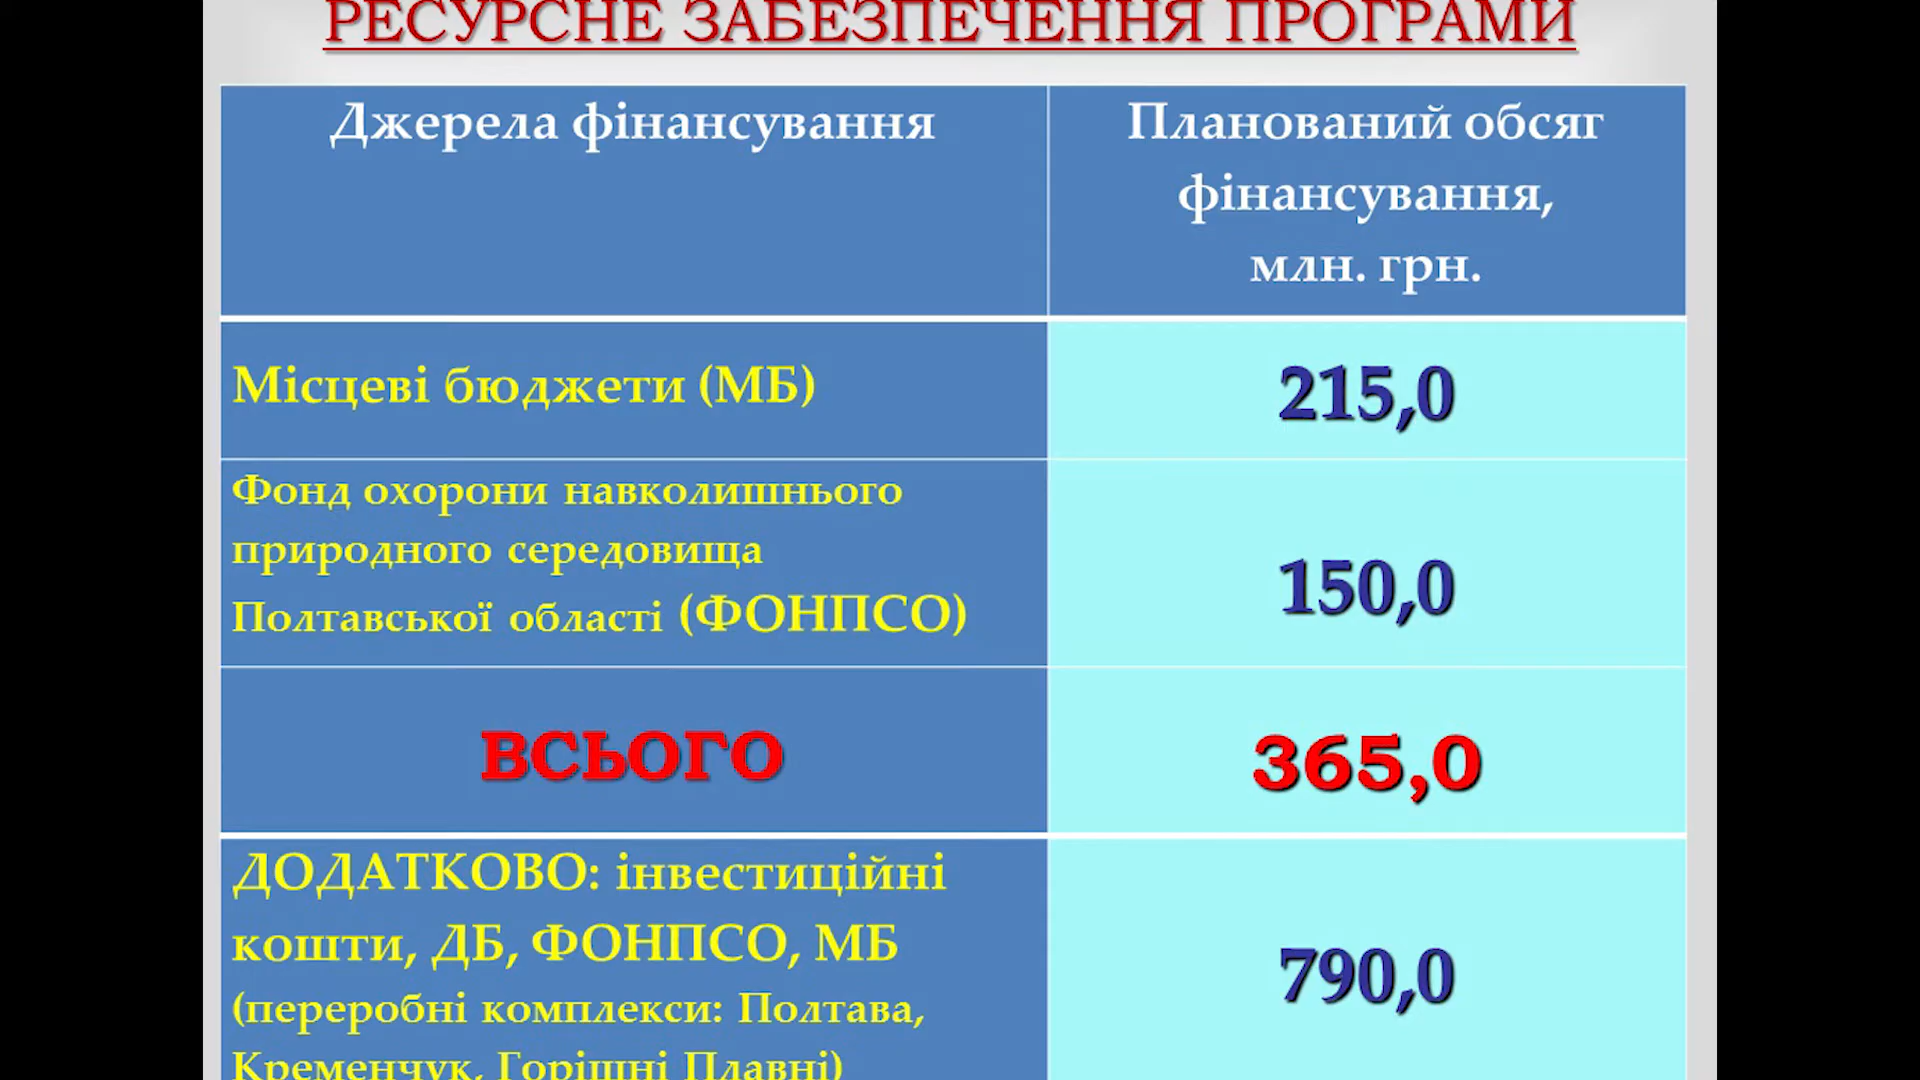 РЕСУРСНЕ ЗАБЕЗПЕЧЕННЯ ПРОГРАМИ
Джерела фінансування
Планований обсяг
фінансування,
млн. грн.
Місцеві бюджети (МБ)
215,0
Фонд охорони навколишнього
природного середовища
Полтавської області (ФОНПСО)
150,0
ВСЬОГО
365,0
ДОДАТКОВО: інвестиційні
кошти, ДБ, ФОНПСО, МБ
(переробні комплекси: Полтава,
Кременчук, Горішні Плавні)
790,0